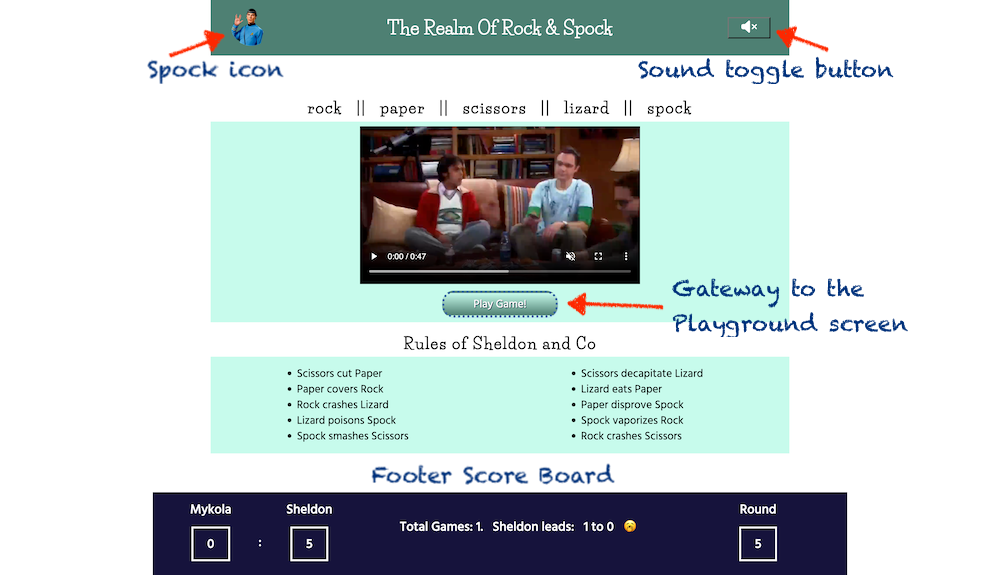 The Realm Of Rock & Spock
Spock icon
Sound toggle button
rock || paper || scissors || lizard || spock
0:00 / 0:47
Play Game!
Gateway to the
Playground screen
Rules of Sheldon and Co
• Scissors cut Paper
• Paper covers Rock
• Rock crashes Lizard
• Lizard poisons Spock
• Spock smashes Scissors
• Scissors decapitate Lizard
• Lizard eats Paper
• Paper disprove Spock
• Spock vaporizes Rock
• Rock crashes Scissors
Footer Score Board
Mykola Sheldon
0 : 5
Total Games: 1. Sheldon leads: 1 to 0
Round
5